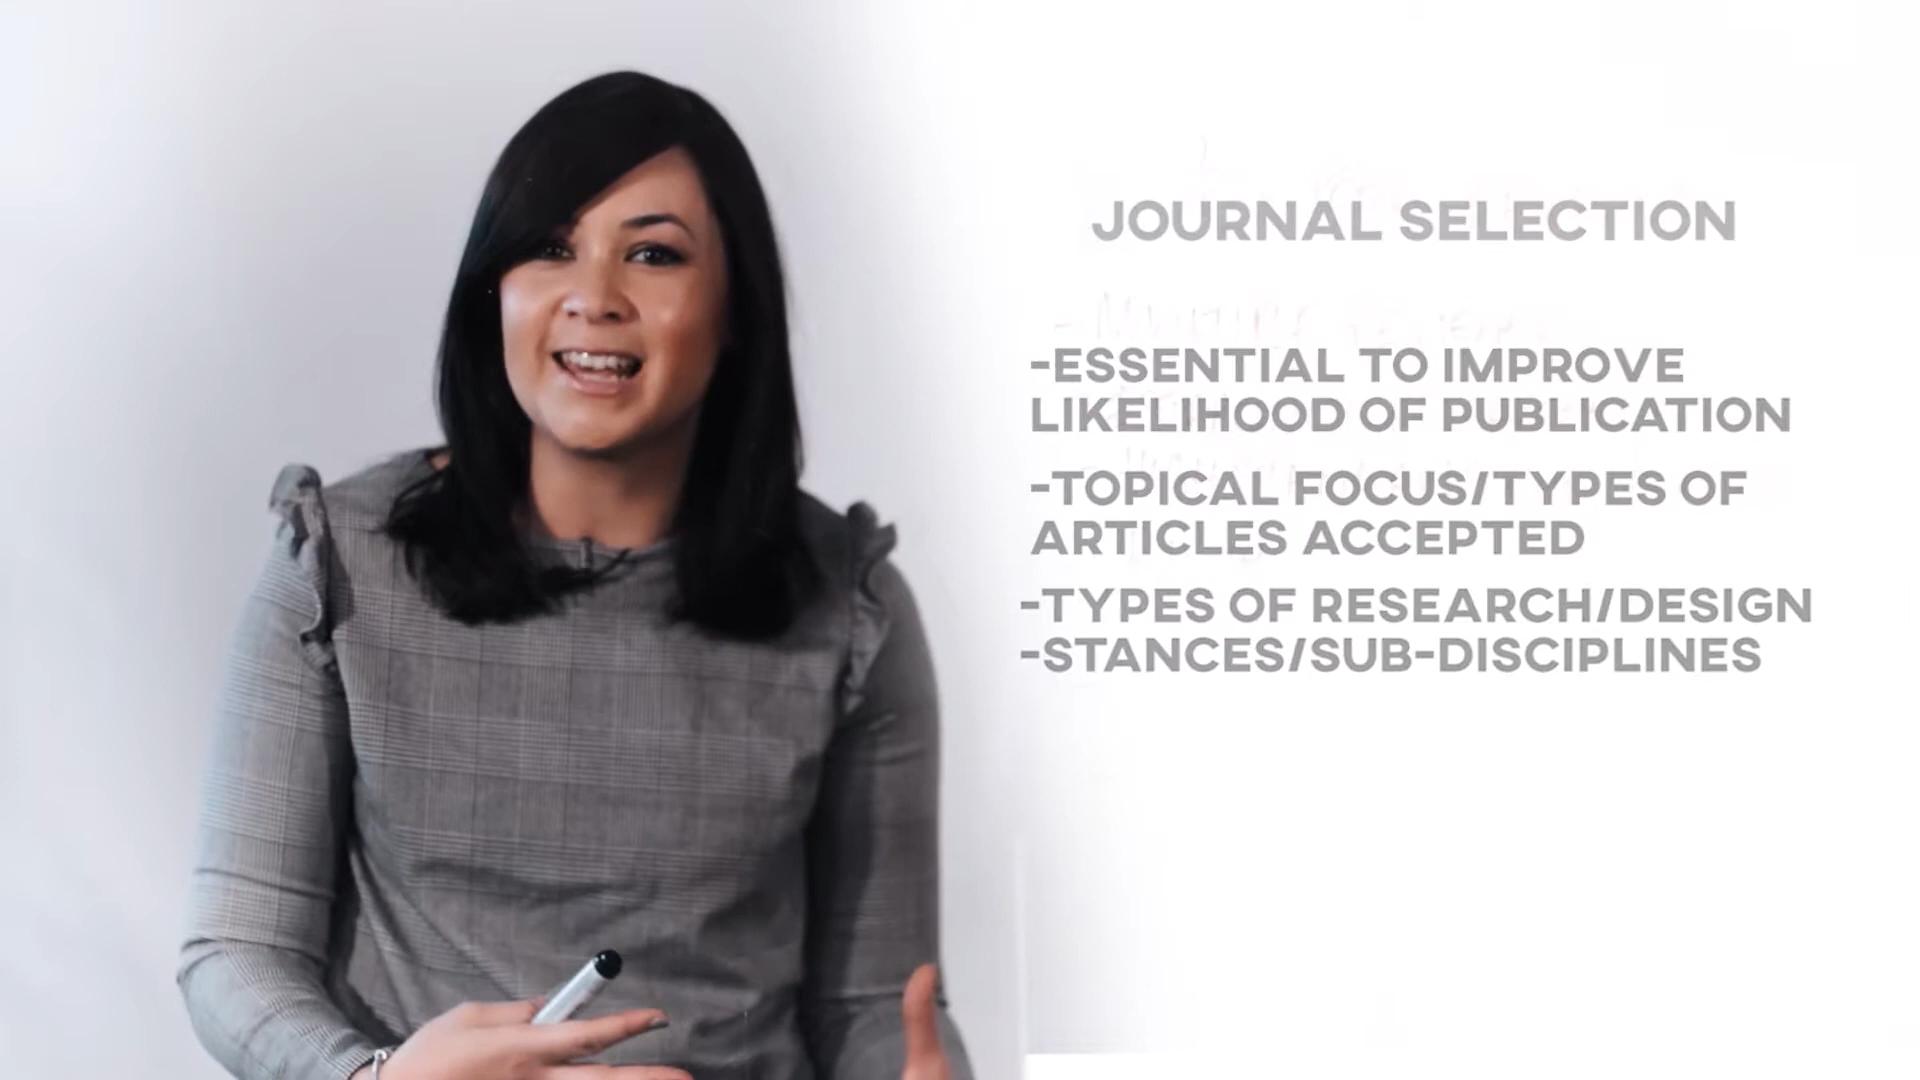 JOURNAL SELECTION
-ESSENTIAL TO IMPROVE
LIKELIHOOD OF PUBLICATION
-TOPICAL FOCUS/TYPES OF
ARTICLES ACCEPTED
-TYPES OF RESEARCH/DESIGN
-STANCES/SUB-DISCIPLINES